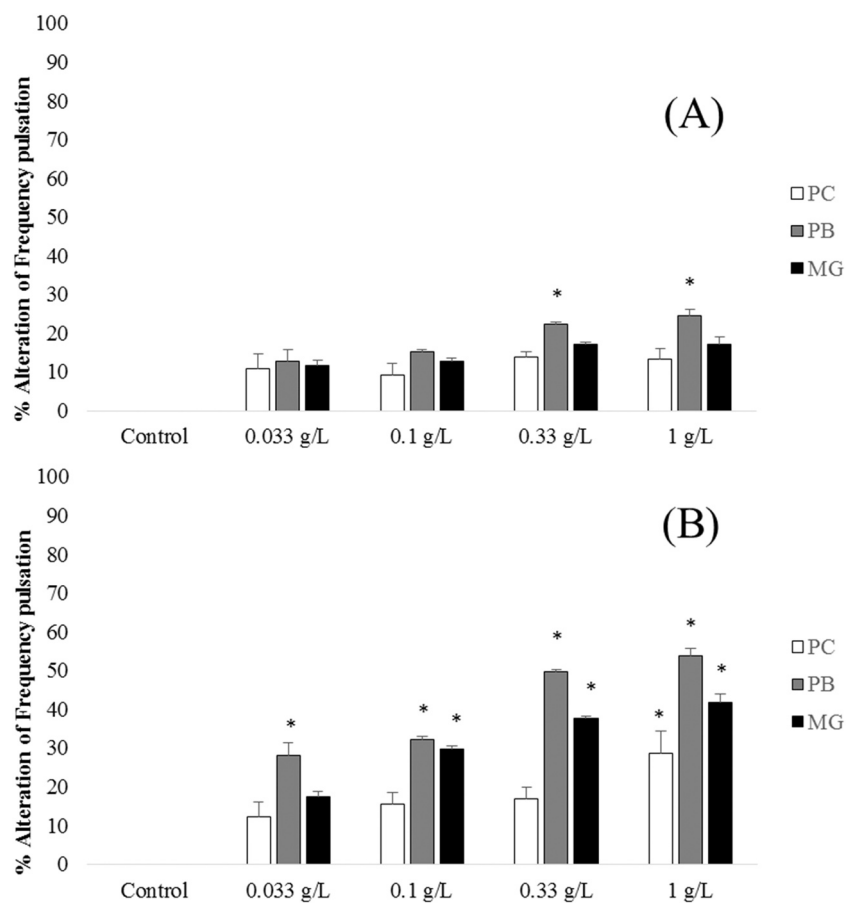 % Alteration of Frequency pulsation
100
90
80
70
60
50
40
30
20
10
0
(A)
PC
PB
MG
* *
Control 0.033 g/L 0.1 g/L 0.33 g/L 1 g/L
% Alteration of Frequency pulsation
100
90
80
70
60
50
40
30
20
10
0
(B)
PC
PB
MG
* * * * * * * *
Control 0.033 g/L 0.1 g/L 0.33 g/L 1 g/L